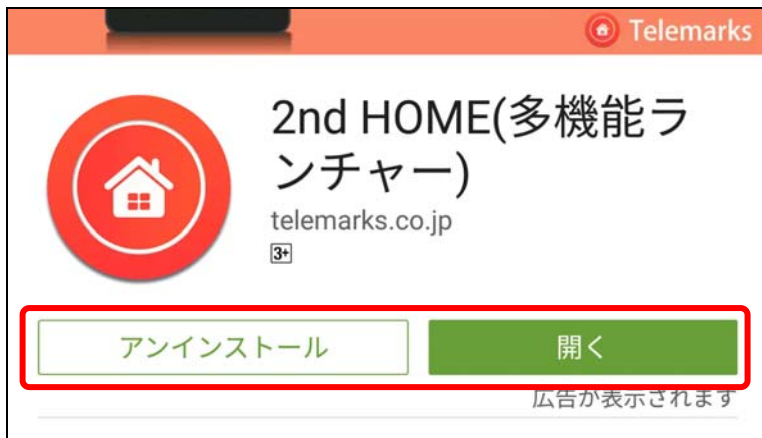 Telemarks
2nd HOME(多機能ラ
ンチャー)
telemarks.co.jp
3+
アンインストール
開く
広告が表示されます